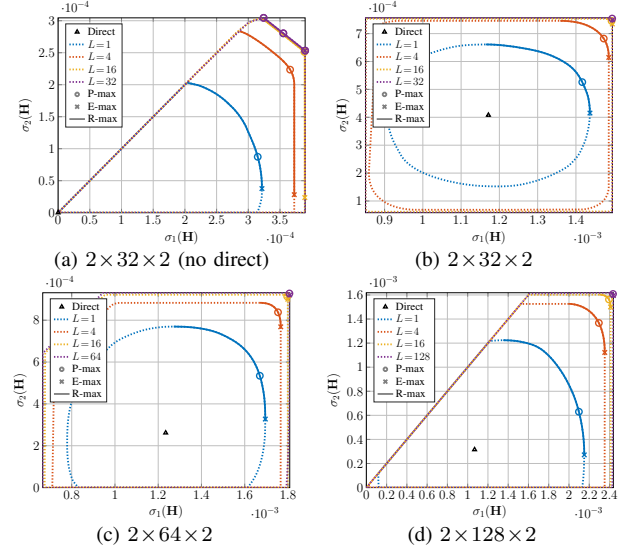 ·10⁻⁴
3
2.5
2
1.5
1
0.5
0
σ₂(H)
Direct
L = 1
L = 4
L = 16
L = 32
P-max
E-max
R-max
0 0.5 1 1.5 2 2.5 3 3.5
σ₁(H) ·10⁻⁴
(a) 2×32×2 (no direct)
·10⁻⁴
7
6
5
4
3
2
1
σ₂(H)
Direct
L = 1
L = 4
L = 16
L = 32
P-max
E-max
R-max
0.9 1 1.1 1.2 1.3 1.4
σ₁(H) ·10⁻³
(b) 2×32×2
·10⁻⁴
8
6
4
2
0
σ₂(H)
Direct
L = 1
L = 4
L = 16
L = 64
P-max
E-max
R-max
0.8 1 1.2 1.4 1.6 1.8
σ₁(H) ·10⁻³
(c) 2×64×2
·10⁻³
1.6
1.4
1.2
1
0.8
0.6
0.4
0.2
0
σ₂(H)
Direct
L = 1
L = 4
L = 16
L = 128
P-max
E-max
R-max
0 0.2 0.4 0.6 0.8 1 1.2 1.4 1.6 1.8 2 2.2 2.4
σ₁(H) ·10⁻³
(d) 2×128×2